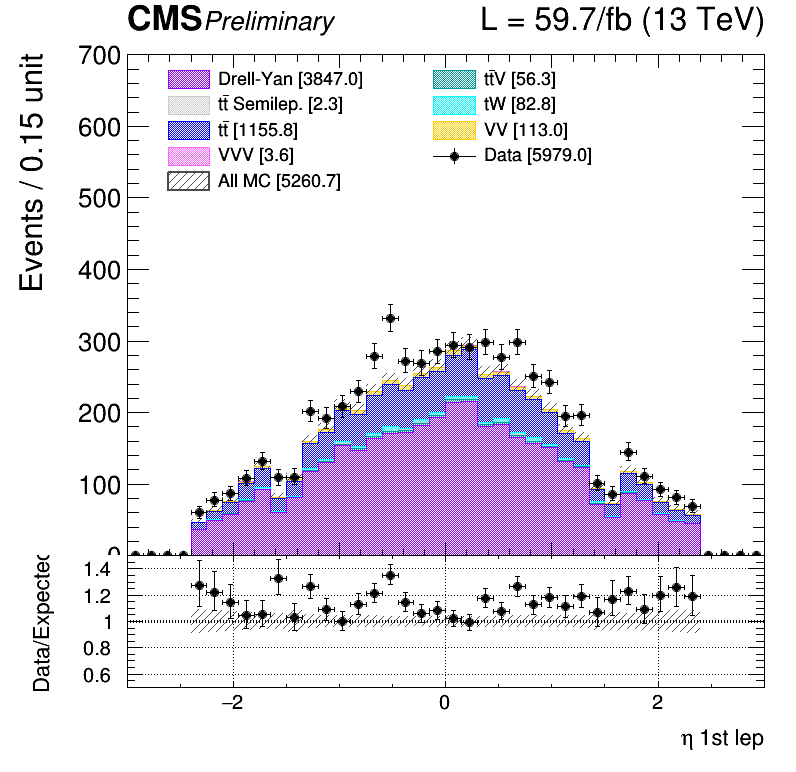 CMS Preliminary L = 59.7/fb (13 TeV)
Events / 0.15 unit
700
600
500
400
300
200
100
0
Drell-Yan [3847.0]
tt̄ Semilep. [2.3]
tt̄ [1155.8]
VVV [3.6]
All MC [5260.7]
tt̄V [56.3]
tW [82.8]
VV [113.0]
Data [5979.0]
Data/Expected
1.4
1.2
1
0.8
0.6
−2 0 2
η 1st lep